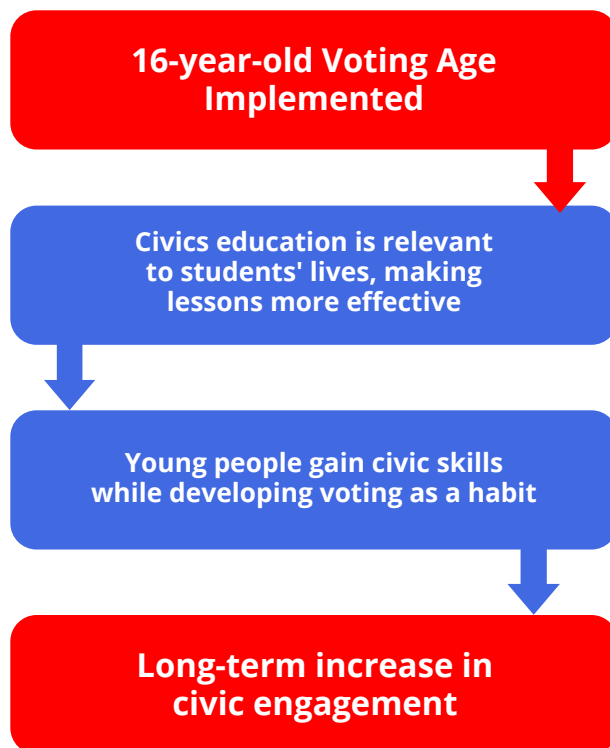 16-year-old Voting Age
Implemented
Civics education is relevant
to students' lives, making
lessons more effective
Young people gain civic skills
while developing voting as a habit
Long-term increase in
civic engagement